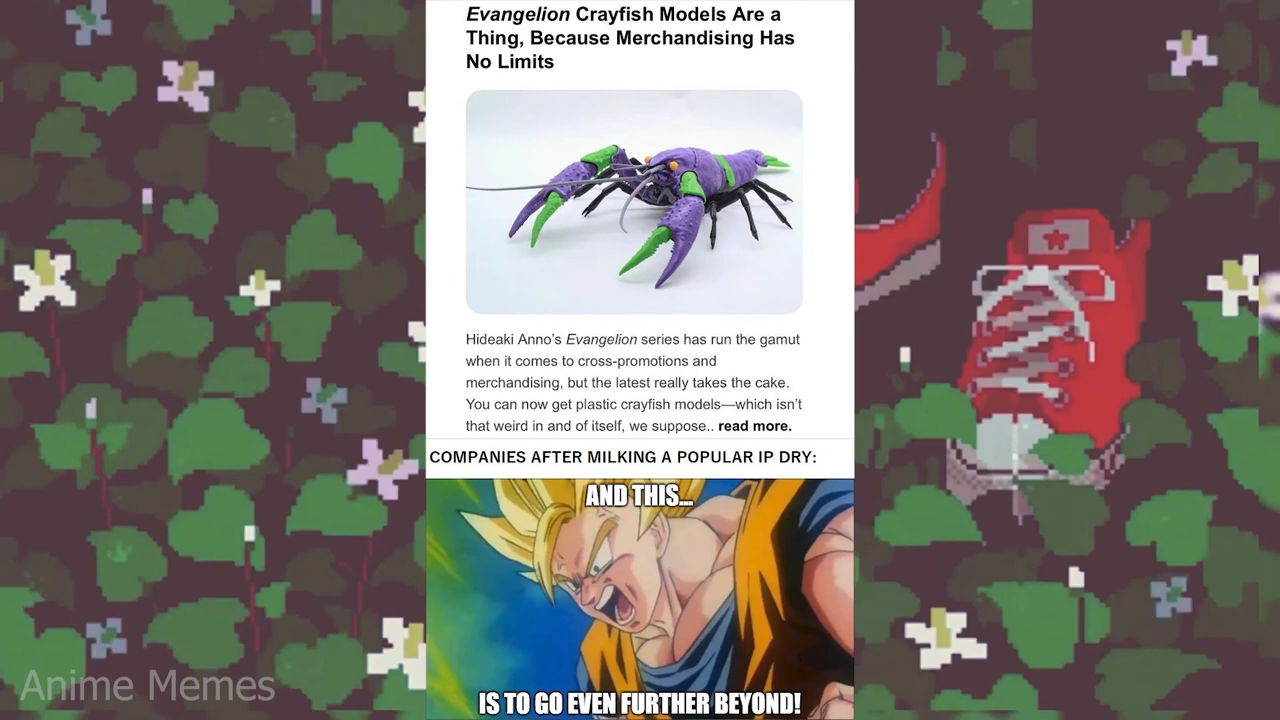 Evangelion Crayfish Models Are a
Thing, Because Merchandising Has
No Limits
Hideaki Anno's Evangelion series has run the gamut
when it comes to cross-promotions and
merchandising, but the latest really takes the cake.
You can now get plastic crayfish models—which isn't
that weird in and of itself, we suppose.. read more.
COMPANIES AFTER MILKING A POPULAR IP DRY:
AND THIS...
IS TO GO EVEN FURTHER BEYOND!
Anime Memes